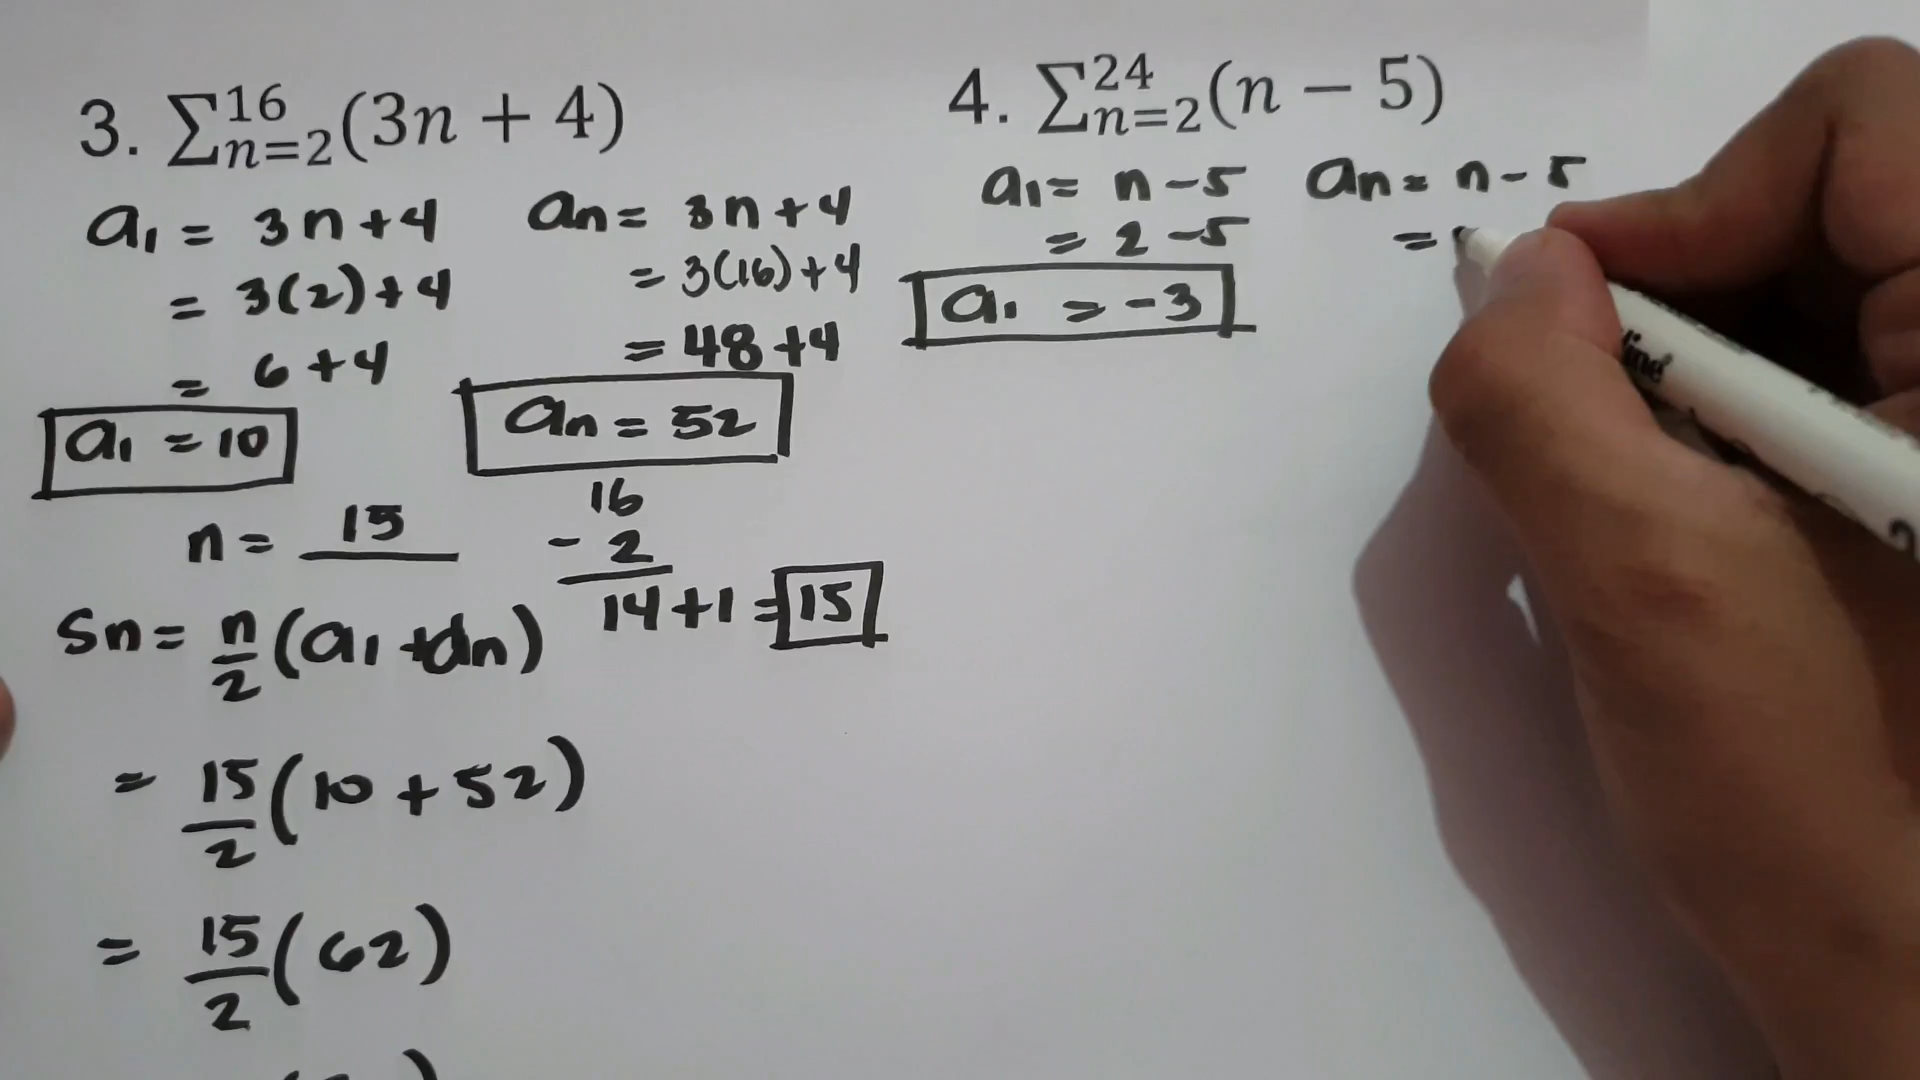 3. ∑_{n=2}^{16}(3n + 4)
a₁ = 3n+4
= 3(2)+4
= 6+4
a₁ = 10
an = 3n+4
= 3(16)+4
= 48+4
an = 52
n = 15
16
- 2
14+1 = 15
Sn = n/2 (a₁ + an)
= 15/2 (10 + 52)
= 15/2 (62)
4. ∑_{n=2}^{24}(n − 5)
a₁ = n - 5
= 2 - 5
a₁ = -3
an = n - 5
=